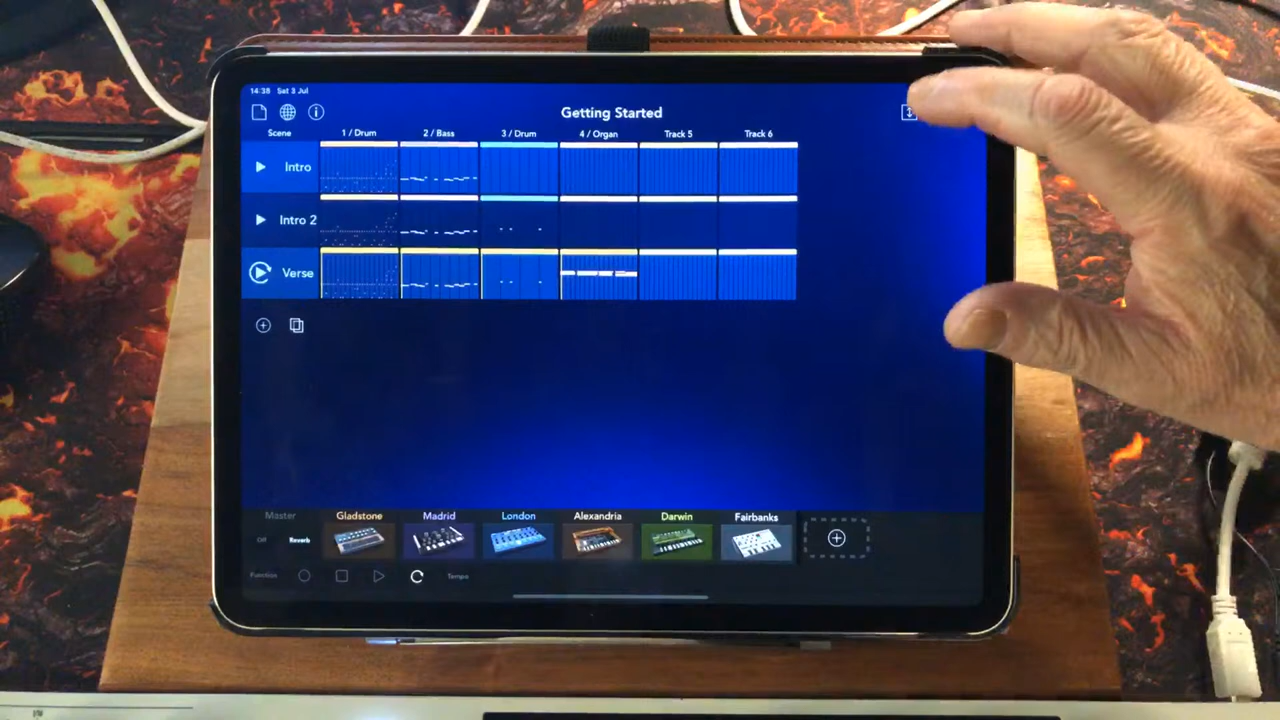 14:38 Sat 3 Jul
Getting Started
Scene 1 / Drum 2 / Bass 3 / Drum 4 / Organ Track 5 Track 6
Intro
Intro 2
Verse
Master Gladstone Madrid London Alexandria Darwin Fairbanks
Off Reverb
Function Tempo